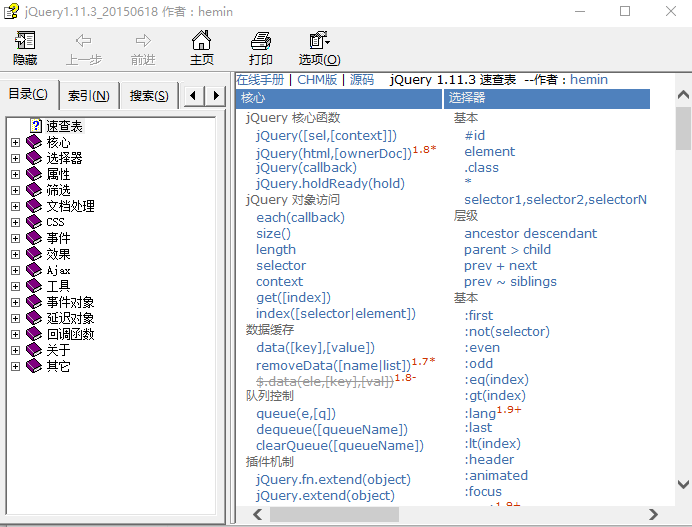 jQuery1.11.3_20150618 作者：hemin
隐藏
上一步
前进
主页
打印
选项(O)
目录(C)
索引(N)
搜索(S)
速查表
核心
选择器
属性
筛选
文档处理
CSS
事件
效果
Ajax
工具
事件对象
延迟对象
回调函数
关于
其它
在线手册 | CHM版 | 源码 jQuery 1.11.3 速查表 --作者：hemin
核心
jQuery 核心函数
jQuery([sel,[context]])
jQuery(html,[ownerDoc])1.8*
jQuery(callback)
jQuery.holdReady(hold)
jQuery 对象访问
each(callback)
size()
length
selector
context
get([index])
index([selector|element])
数据缓存
data([key],[value])
removeData([name|list])1.7*
$.data(ele,[key],[val])1.8-
队列控制
queue(e,[q])
dequeue([queueName])
clearQueue([queueName])
插件机制
jQuery.fn.extend(object)
jQuery.extend(object)
选择器
基本
#id
element
.class
*
selector1,selector2,selectorN
层级
ancestor descendant
parent > child
prev + next
prev ~ siblings
基本
:first
:not(selector)
:even
:odd
:eq(index)
:gt(index)
:lang1.9+
:last
:lt(index)
:header
:animated
:focus